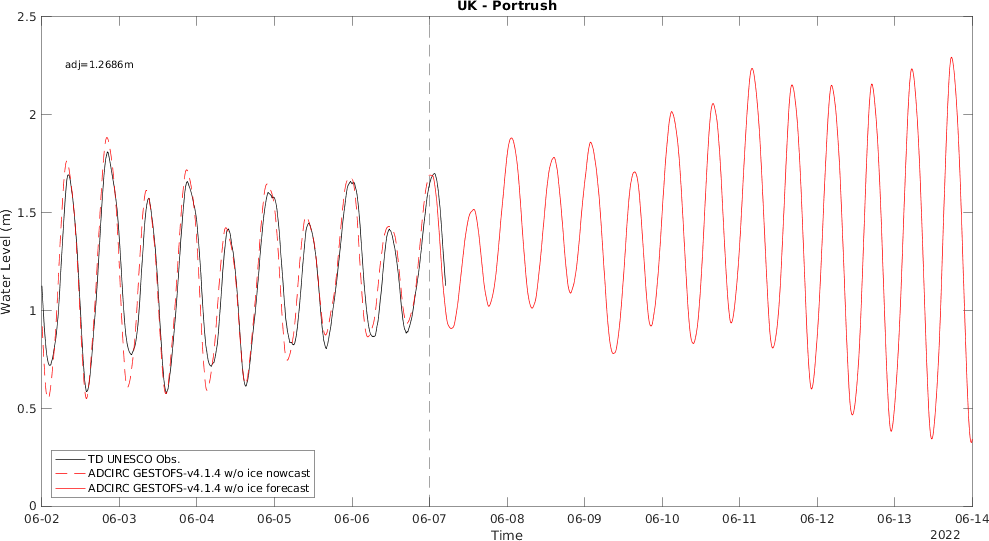 UK - Portrush
2.5
adj=1.2686m
2
1.5
Water Level (m)
1
0.5
TD UNESCO Obs.
ADCIRC GESTOFS-v4.1.4 w/o ice nowcast
ADCIRC GESTOFS-v4.1.4 w/o ice forecast
0
06-02 06-03 06-04 06-05 06-06 06-07 06-08 06-09 06-10 06-11 06-12 06-13 06-14
Time
2022